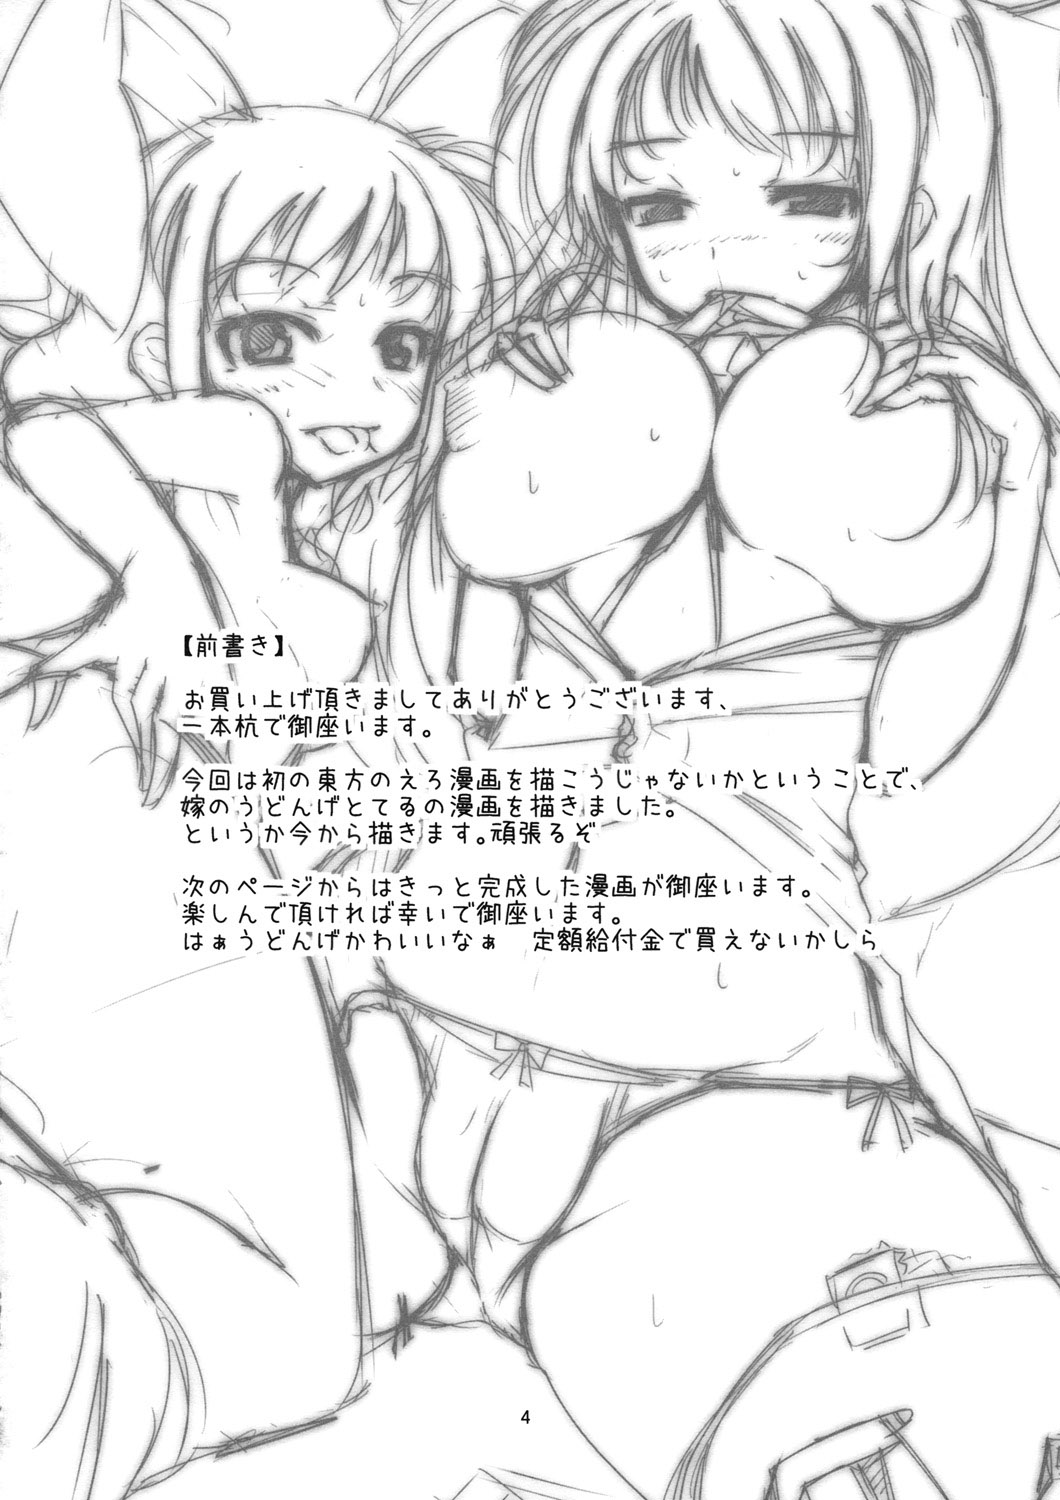 【前書き】
お買い上げ頂きましてありがとうございます、
一本杭で御座います。
今回は初の東方のえろ漫画を描こうじゃないかということで、
嫁のうどんげとてるの漫画を描きました。
というか今から描きます。頑張るぞ
次のページからはきっと完成した漫画が御座います。
楽しんで頂ければ幸いで御座います。
はぁうどんげかわいいなぁ　定額給付金で買えないかしら
4